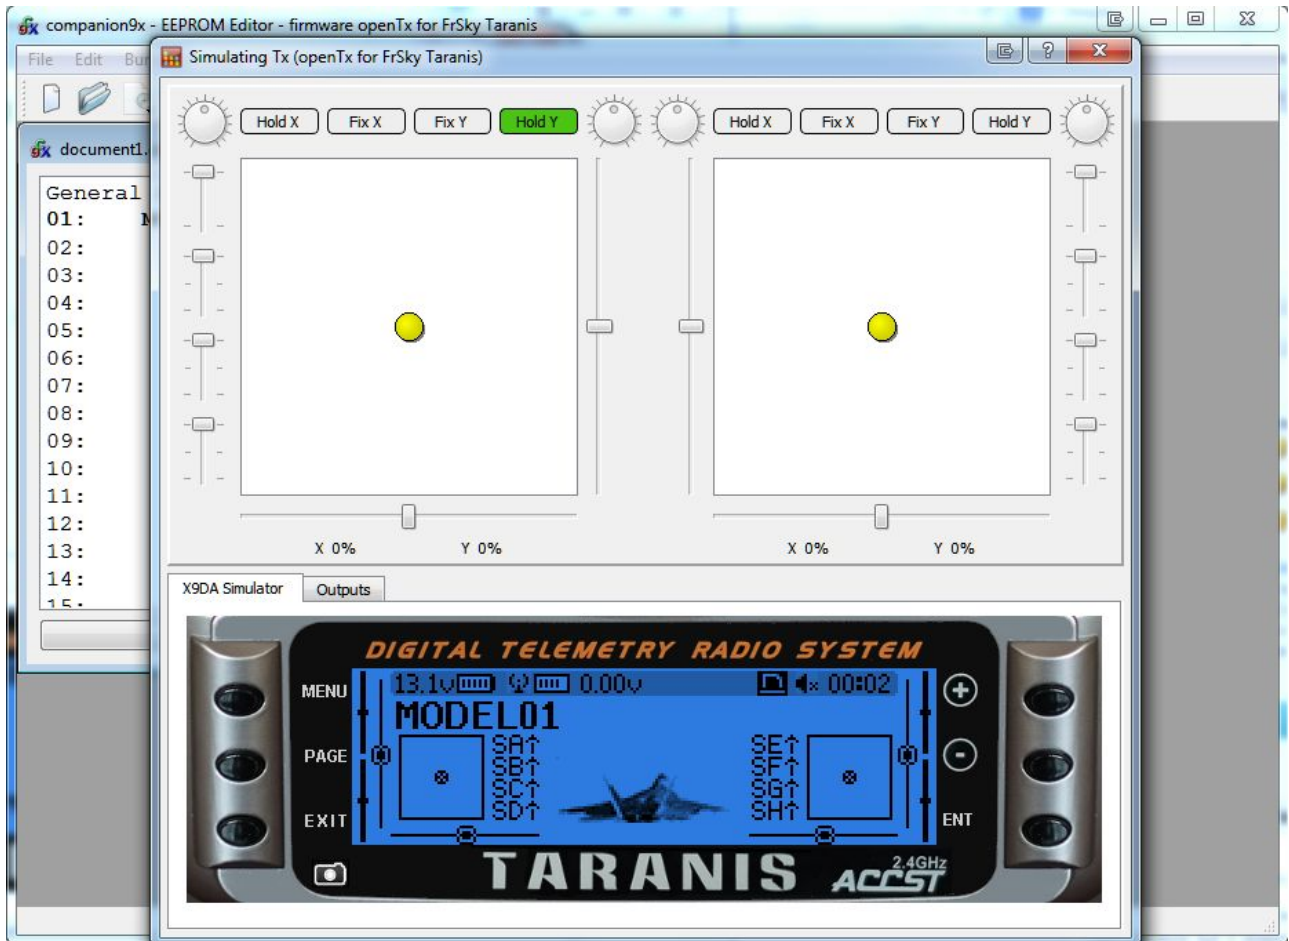 companion9x - EEPROM Editor - firmware openTx for FrSky Taranis
File Edit Bur
Simulating Tx (openTx for FrSky Taranis)
Hold X Fix X Fix Y Hold Y Hold X Fix X Fix Y Hold Y
document1.
General
01: M
02:
03:
04:
05:
06:
07:
08:
09:
10:
11:
12:
13:
14:
15:
X 0% Y 0% X 0% Y 0%
X9DA Simulator Outputs
DIGITAL TELEMETRY RADIO SYSTEM
MENU 13.1v 0.00v 00:02
MODEL01
PAGE SA↑ SE↑
SB↑ SF↑
SC↑ SG↑
EXIT SD↑ SH↑ ENT
TARANIS ACCST 2.4GHz